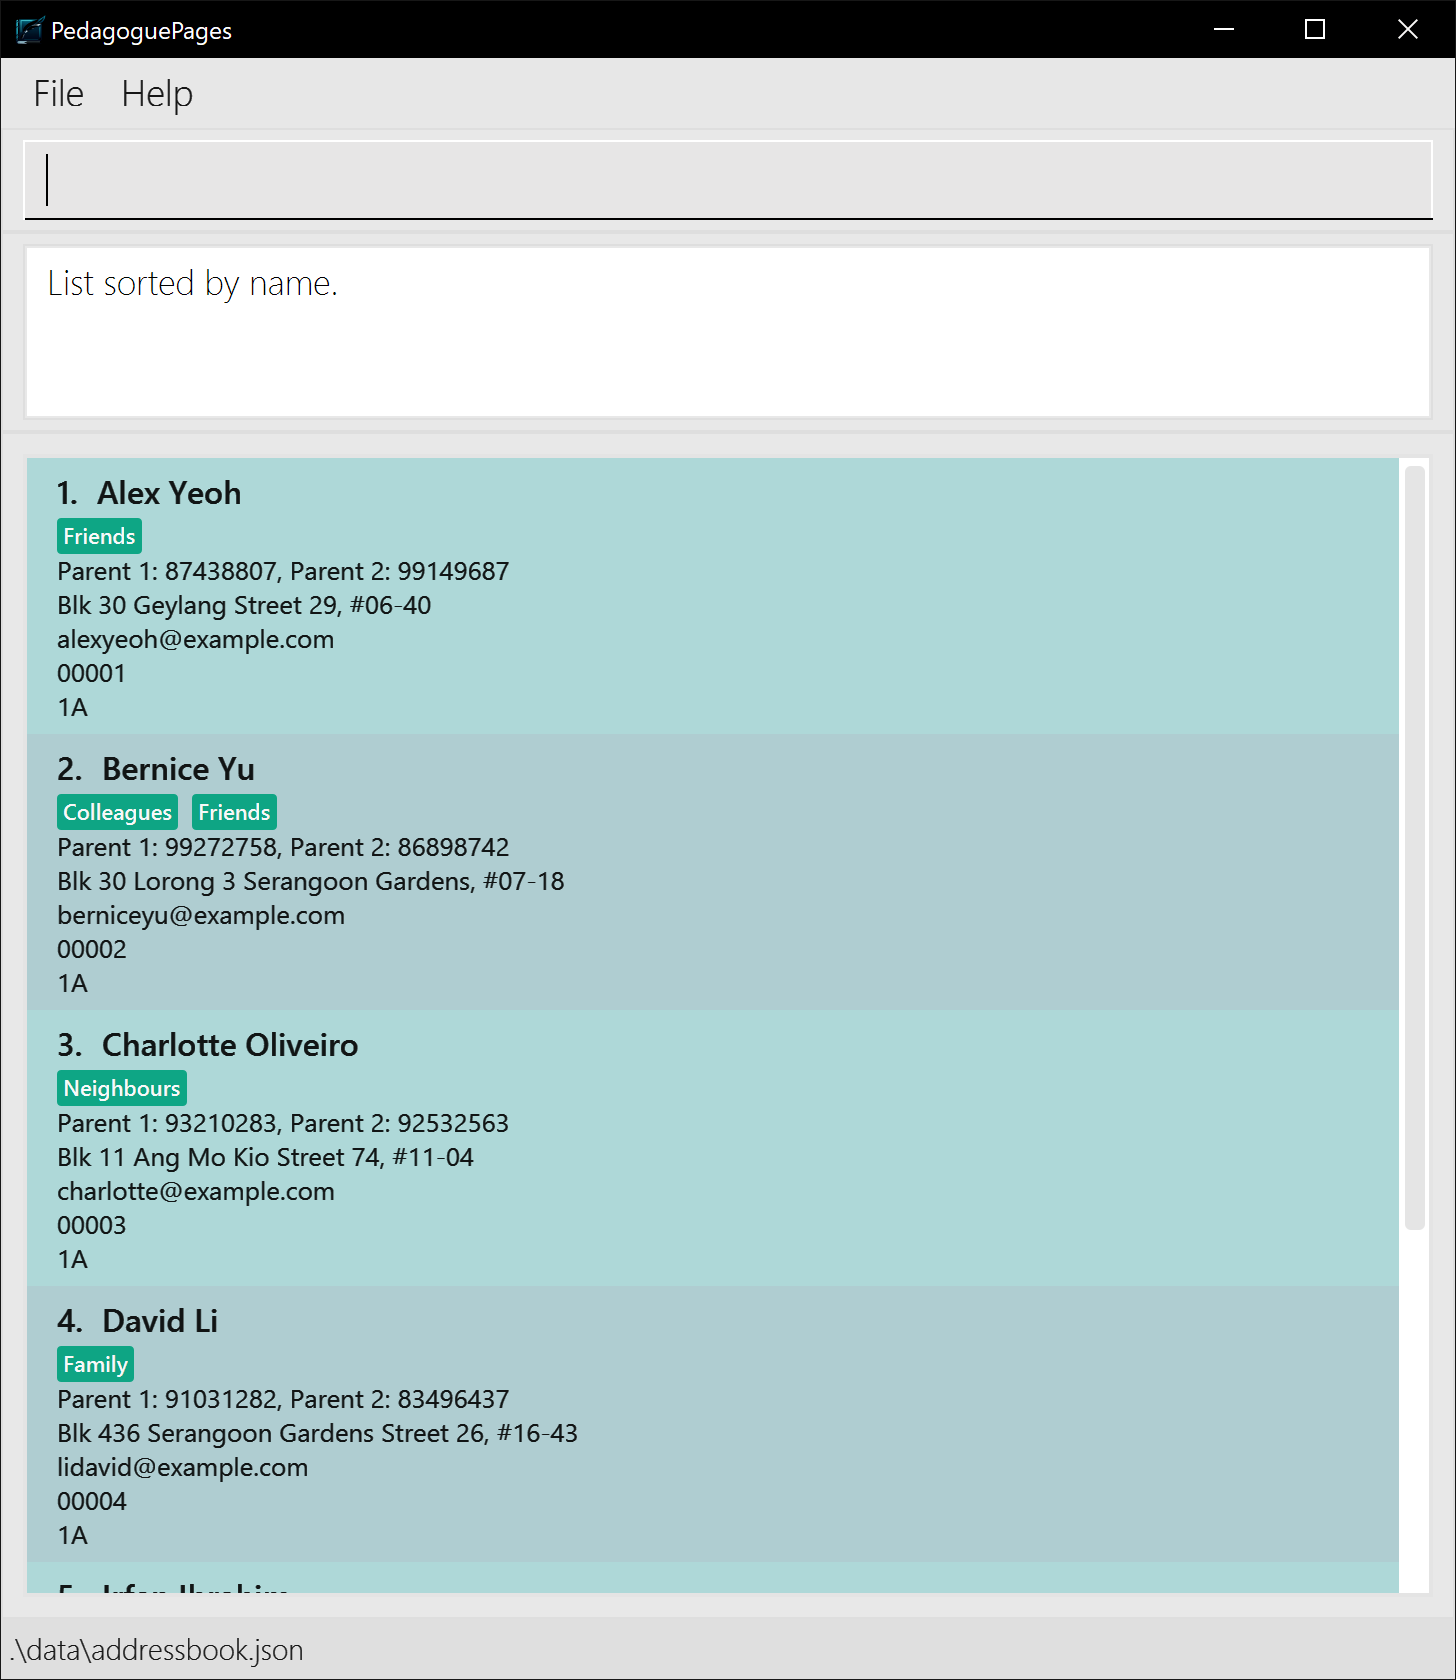 PedagoguePages
File Help
List sorted by name.
1. Alex Yeoh
Friends
Parent 1: 87438807, Parent 2: 99149687
Blk 30 Geylang Street 29, #06-40
alexyeoh@example.com
00001
1A
2. Bernice Yu
Colleagues Friends
Parent 1: 99272758, Parent 2: 86898742
Blk 30 Lorong 3 Serangoon Gardens, #07-18
berniceyu@example.com
00002
1A
3. Charlotte Oliveiro
Neighbours
Parent 1: 93210283, Parent 2: 92532563
Blk 11 Ang Mo Kio Street 74, #11-04
charlotte@example.com
00003
1A
4. David Li
Family
Parent 1: 91031282, Parent 2: 83496437
Blk 436 Serangoon Gardens Street 26, #16-43
lidavid@example.com
00004
1A
5. Irfan Ibrahim
.\data\addressbook.json